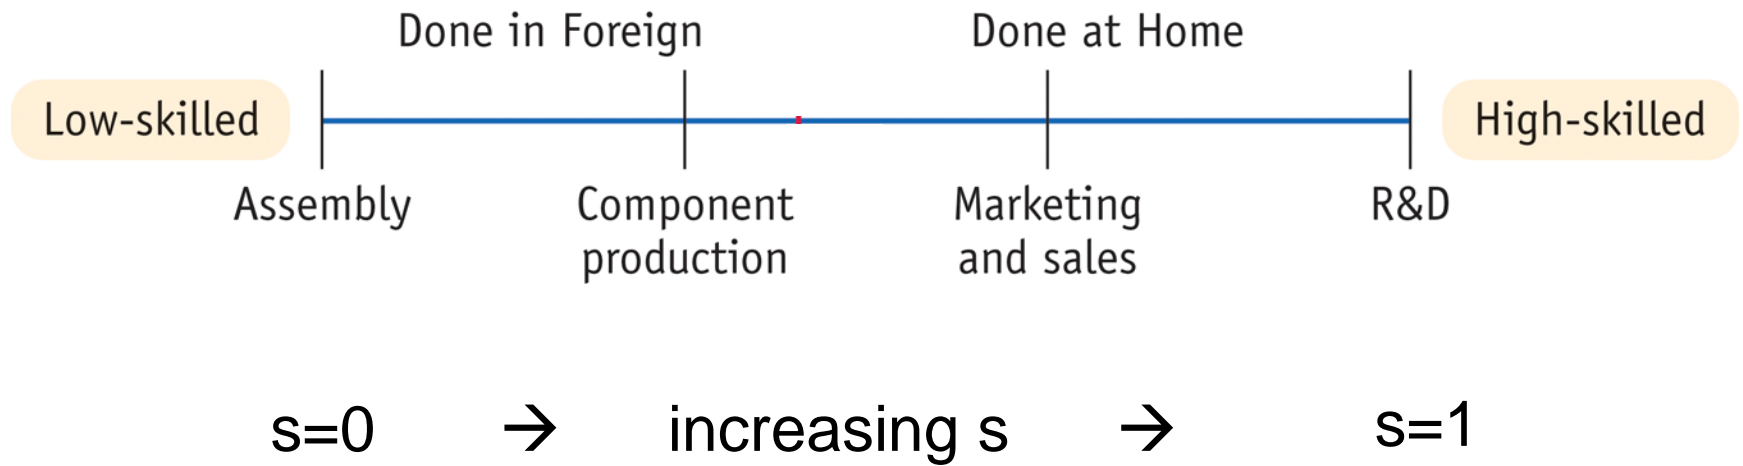 Done in Foreign
Done at Home
Low-skilled
High-skilled
Assembly
Component
production
Marketing
and sales
R&D
s=0 → increasing s → s=1